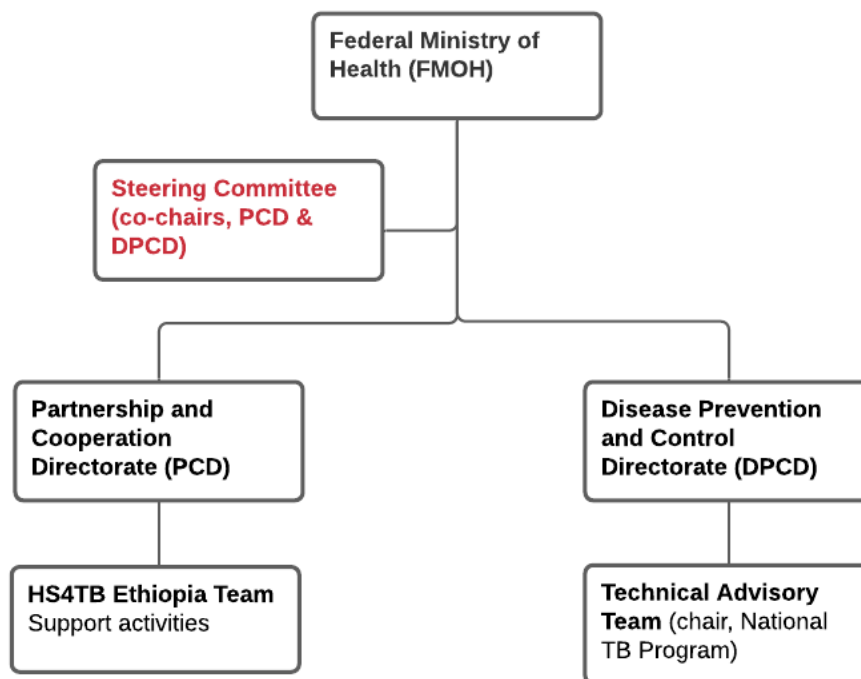 Federal Ministry of
Health (FMOH)
Steering Committee
(co-chairs, PCD &
DPCD)
Partnership and
Cooperation
Directorate (PCD)
Disease Prevention
and Control
Directorate (DPCD)
HS4TB Ethiopia Team
Support activities
Technical Advisory
Team (chair, National
TB Program)